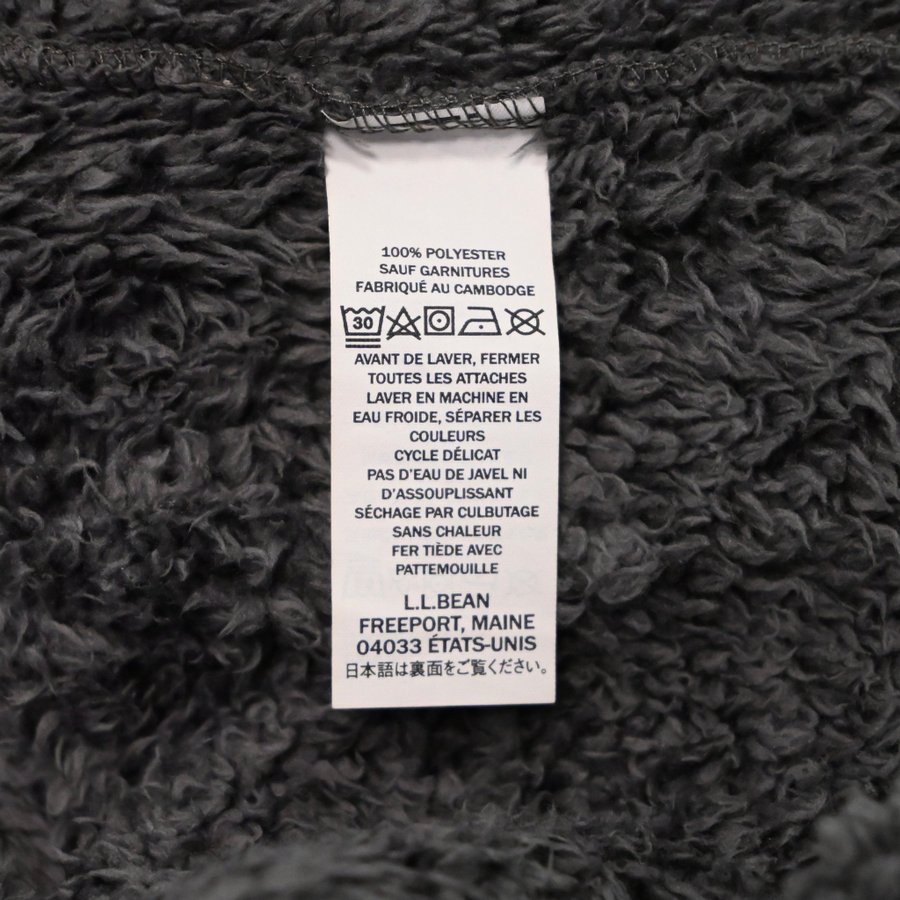 100% POLYESTER
SAUF GARNITURES
FABRIQUÉ AU CAMBODGE
30
AVANT DE LAVER, FERMER
TOUTES LES ATTACHES
LAVER EN MACHINE EN
EAU FROIDE, SÉPARER LES
COULEURS
CYCLE DÉLICAT
PAS D'EAU DE JAVEL NI
D'ASSOUPLISSANT
SÉCHAGE PAR CULBUTAGE
SANS CHALEUR
FER TIÈDE AVEC
PATTEMOUILLE
L.L.BEAN
FREEPORT, MAINE
04033 ÉTATS-UNIS
日本語は裏面をご覧ください。